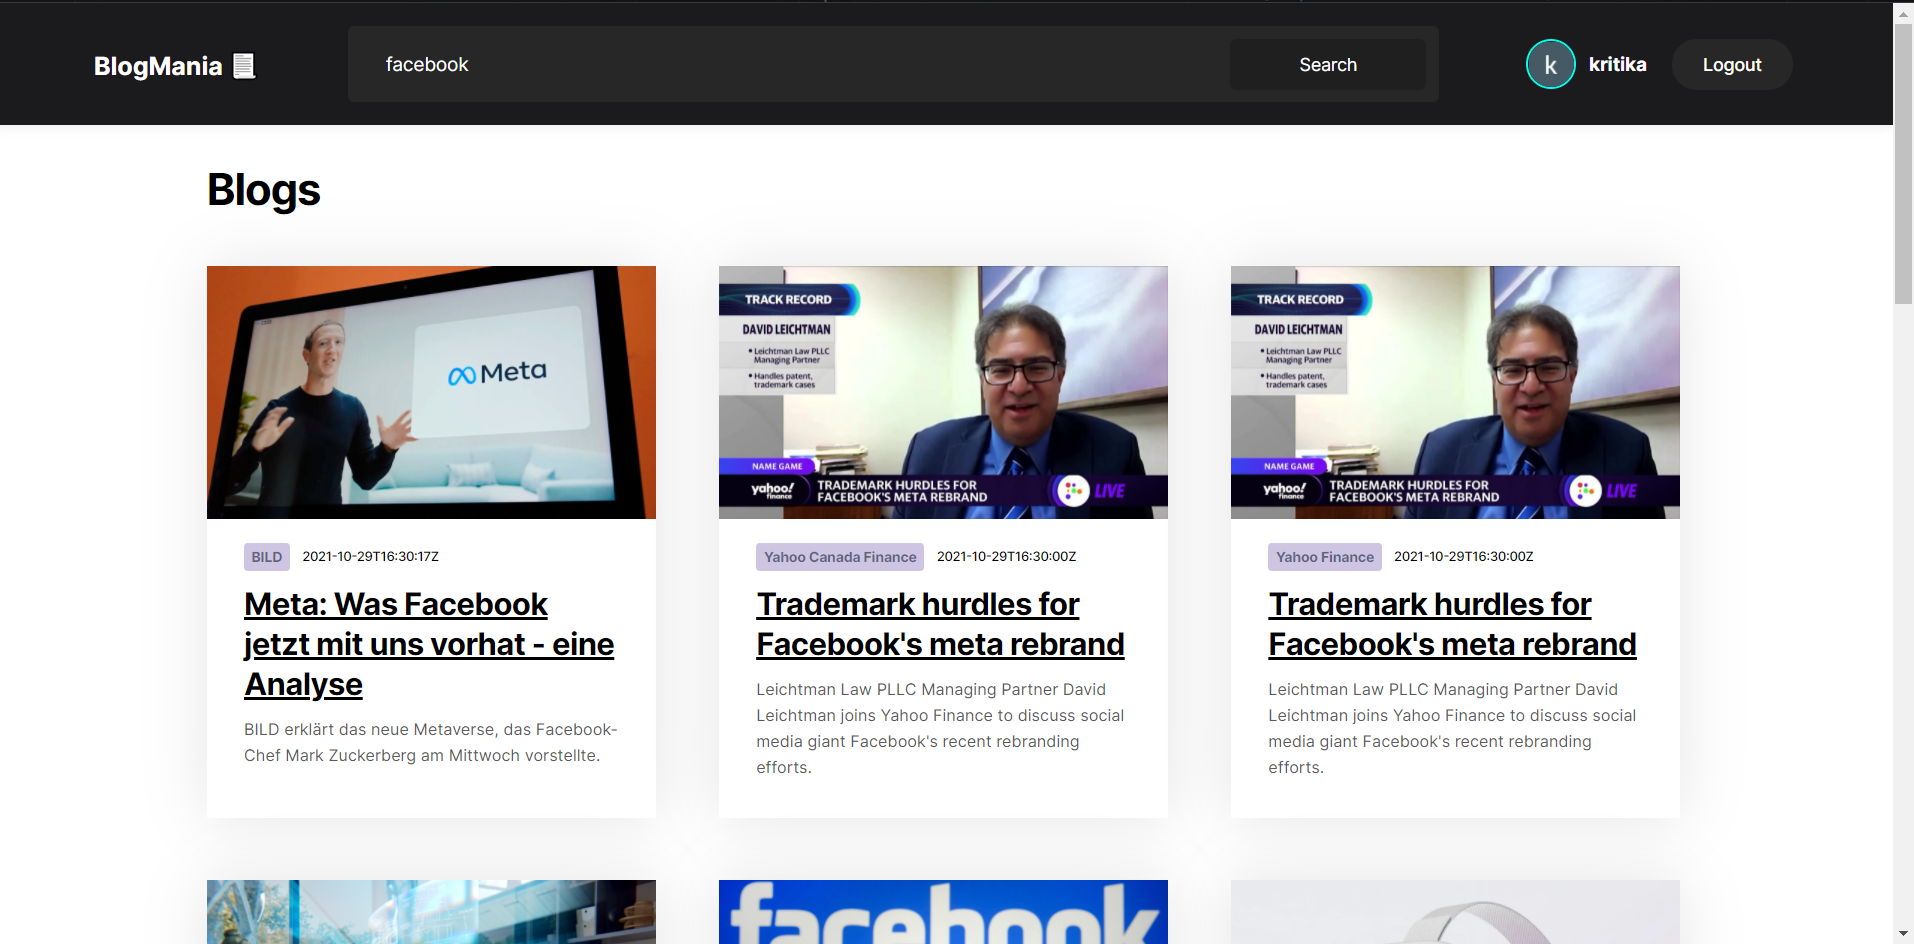 BlogMania
facebook
Search
k
kritika
Logout
Blogs
Meta
TRACK RECORD
DAVID LEICHTMAN
• Leichtman Law PLLC
Managing Partner
• Handles patent,
trademark cases
NAME GAME
yahoo!
finance
TRADEMARK HURDLES FOR
FACEBOOK'S META REBRAND
LIVE
TRACK RECORD
DAVID LEICHTMAN
• Leichtman Law PLLC
Managing Partner
• Handles patent,
trademark cases
NAME GAME
yahoo!
finance
TRADEMARK HURDLES FOR
FACEBOOK'S META REBRAND
LIVE
BILD 2021-10-29T16:30:17Z
Meta: Was Facebook
jetzt mit uns vorhat - eine
Analyse
BILD erklärt das neue Metaverse, das Facebook-
Chef Mark Zuckerberg am Mittwoch vorstellte.
Yahoo Canada Finance 2021-10-29T16:30:00Z
Trademark hurdles for
Facebook's meta rebrand
Leichtman Law PLLC Managing Partner David
Leichtman joins Yahoo Finance to discuss social
media giant Facebook's recent rebranding
efforts.
Yahoo Finance 2021-10-29T16:30:00Z
Trademark hurdles for
Facebook's meta rebrand
Leichtman Law PLLC Managing Partner David
Leichtman joins Yahoo Finance to discuss social
media giant Facebook's recent rebranding
efforts.
facebook